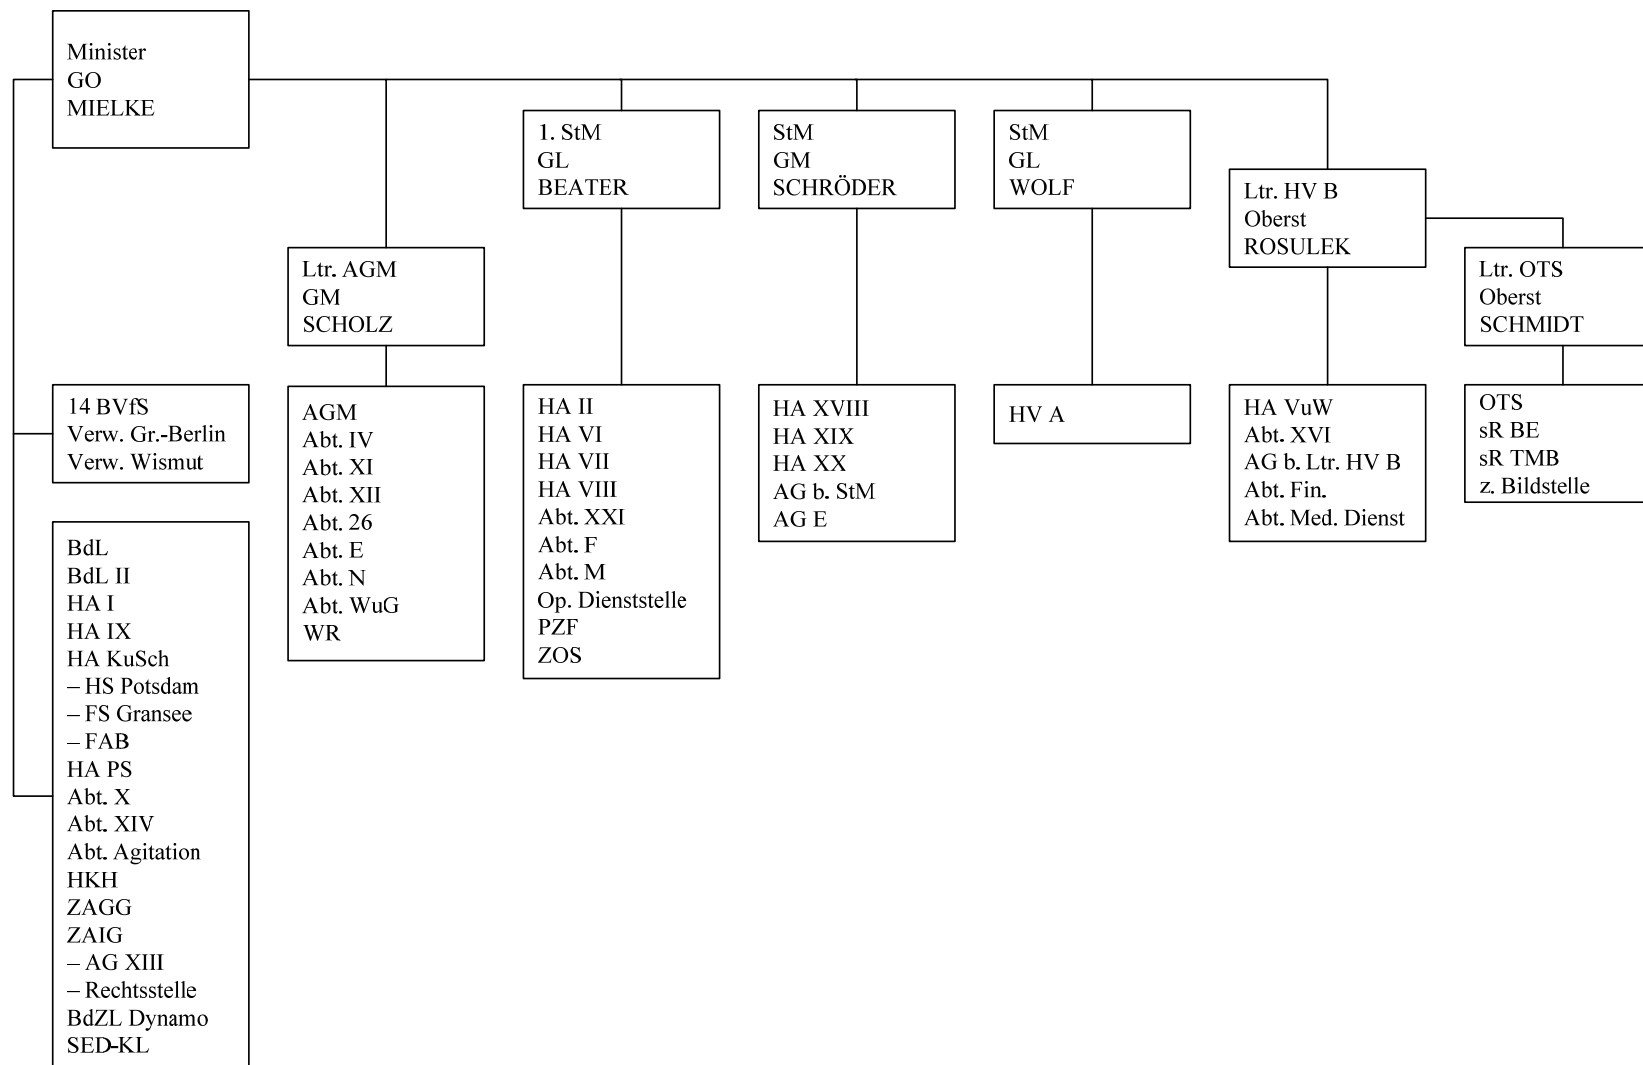 Minister
GO
MIELKE
1. StM
GL
BEATER
StM
GM
SCHRÖDER
StM
GL
WOLF
Ltr. HV B
Oberst
ROSULEK
Ltr. AGM
GM
SCHOLZ
Ltr. OTS
Oberst
SCHMIDT
14 BVfS
Verw. Gr.-Berlin
Verw. Wismut
AGM
Abt. IV
Abt. XI
Abt. XII
Abt. 26
Abt. E
Abt. N
Abt. WuG
WR
HA II
HA VI
HA VII
HA VIII
Abt. XXI
Abt. F
Abt. M
Op. Dienststelle
PZF
ZOS
HA XVIII
HA XIX
HA XX
AG b. StM
AG E
HV A
HA VuW
Abt. XVI
AG b. Ltr. HV B
Abt. Fin.
Abt. Med. Dienst
OTS
sR BE
sR TMB
z. Bildstelle
BdL
BdL II
HA I
HA IX
HA KuSch
– HS Potsdam
– FS Gransee
– FAB
HA PS
Abt. X
Abt. XIV
Abt. Agitation
HKH
ZAGG
ZAIG
– AG XIII
– Rechtsstelle
BdZL Dynamo
SED-KL